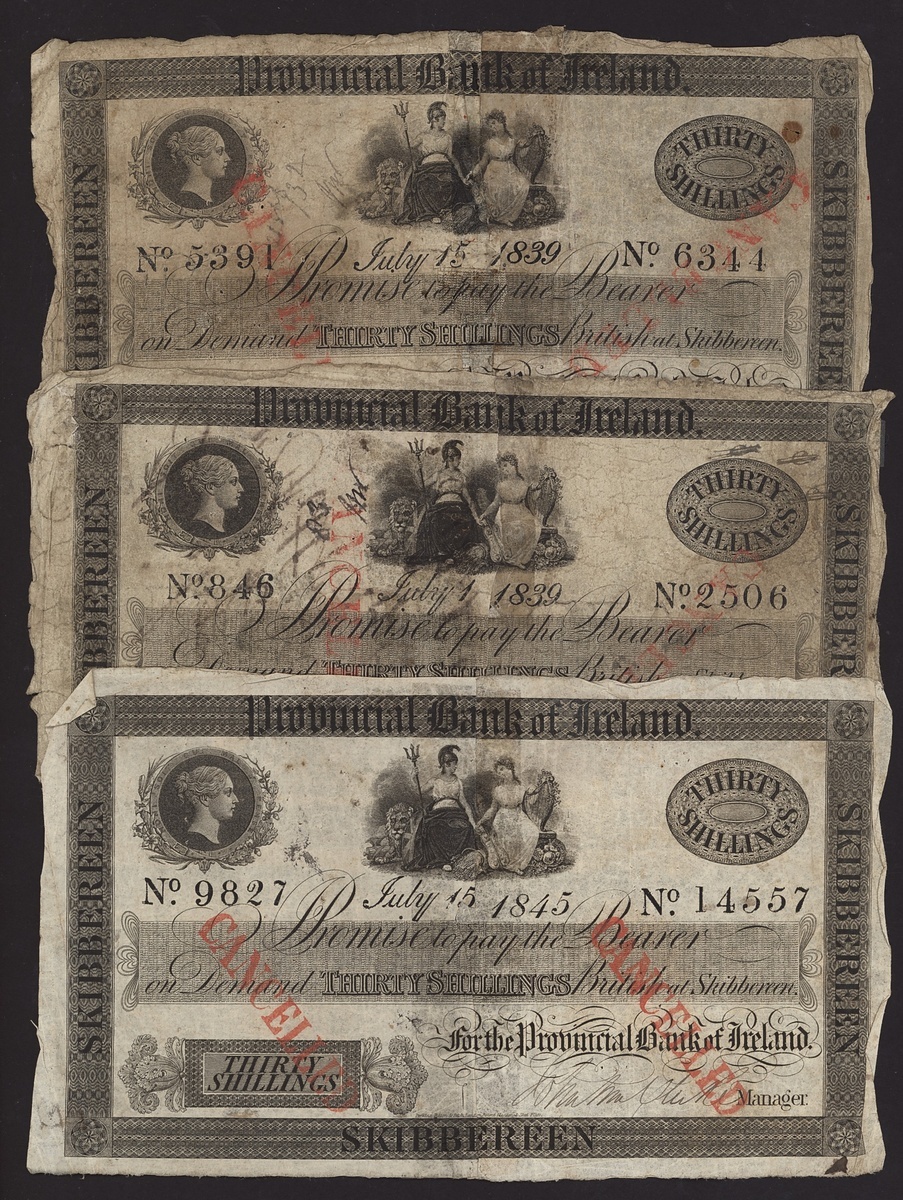 Provincial Bank of Ireland.
THIRTY SHILLINGS
SKIBBEREEN
SKIBBEREEN
No 5391 July 15 1839 No 6344
I Promise to pay the Bearer
on Demand THIRTY SHILLINGS British at Skibbereen.
Provincial Bank of Ireland.
THIRTY SHILLINGS
SKIBBEREEN
SKIBBEREEN
No 846 July 1 1839 No 2506
I Promise to pay the Bearer
Demand THIRTY SHILLINGS British
Provincial Bank of Ireland.
THIRTY SHILLINGS
SKIBBEREEN
SKIBBEREEN
No 9827 July 15 1845 No 14557
I Promise to pay the Bearer
on Demand THIRTY SHILLINGS British at Skibbereen.
CANCELLED
CANCELLED
For the Provincial Bank of Ireland.
THIRTY
SHILLINGS
Manager.
SKIBBEREEN